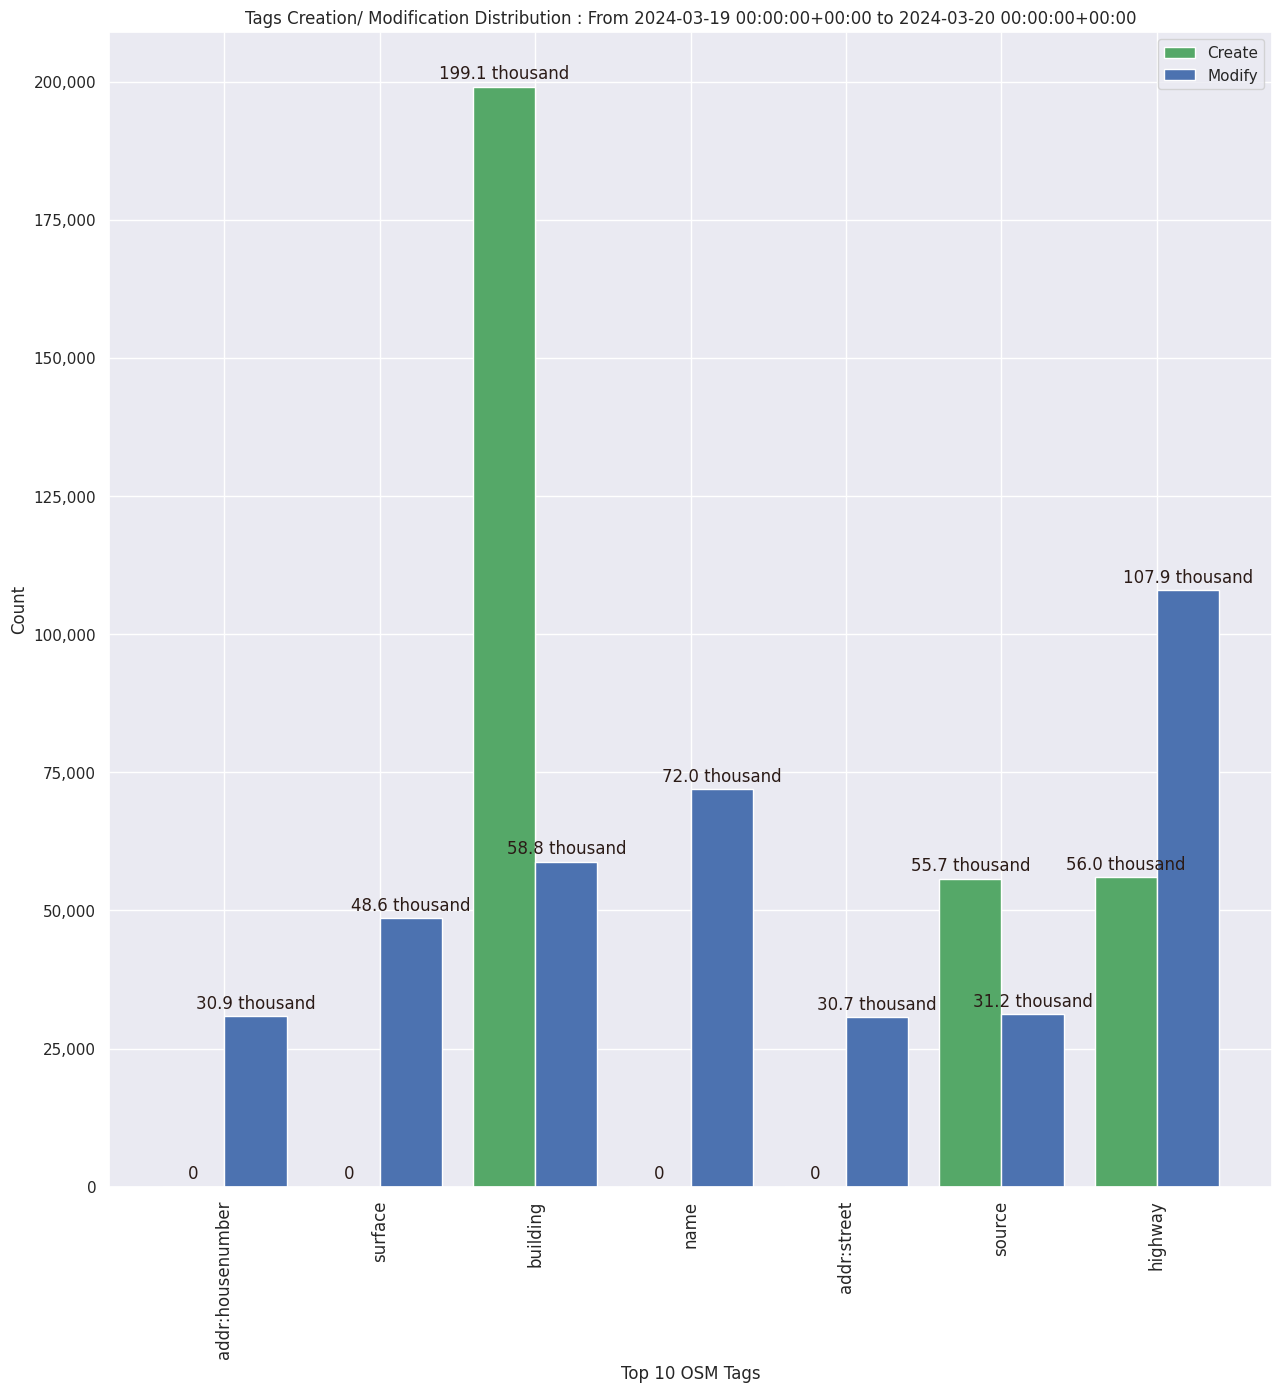 Tags Creation/ Modification Distribution : From 2024-03-19 00:00:00+00:00 to 2024-03-20 00:00:00+00:00
Create
Modify
200,000
175,000
150,000
125,000
100,000
75,000
50,000
25,000
0
Count
199.1 thousand
107.9 thousand
72.0 thousand
58.8 thousand
55.7 thousand
56.0 thousand
48.6 thousand
30.9 thousand
30.7 thousand
31.2 thousand
0
0
0
0
addr:housenumber
surface
building
name
addr:street
source
highway
Top 10 OSM Tags